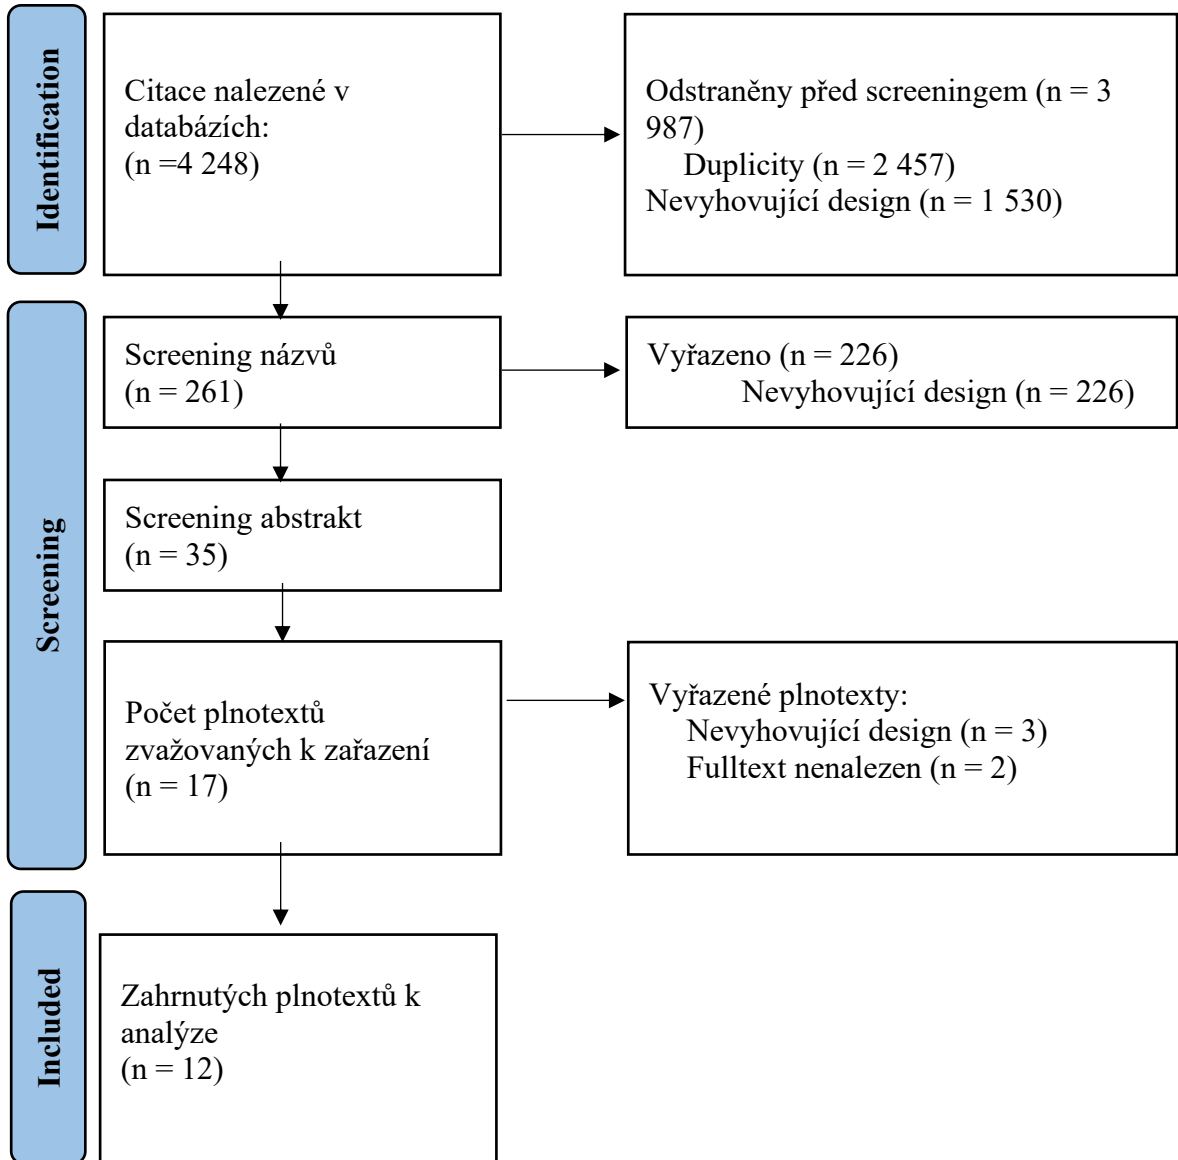 Identification
Citace nalezené v
databázích:
(n =4 248)
Odstraněny před screeningem (n = 3
987)
Duplicity (n = 2 457)
Nevyhovující design (n = 1 530)
Screening
Screening názvů
(n = 261)
Vyřazeno (n = 226)
Nevyhovující design (n = 226)
Screening abstrakt
(n = 35)
Počet plnotextů
zvažovaných k zařazení
(n = 17)
Vyřazené plnotexty:
Nevyhovující design (n = 3)
Fulltext nenalezen (n = 2)
Included
Zahrnutých plnotextů k
analýze
(n = 12)